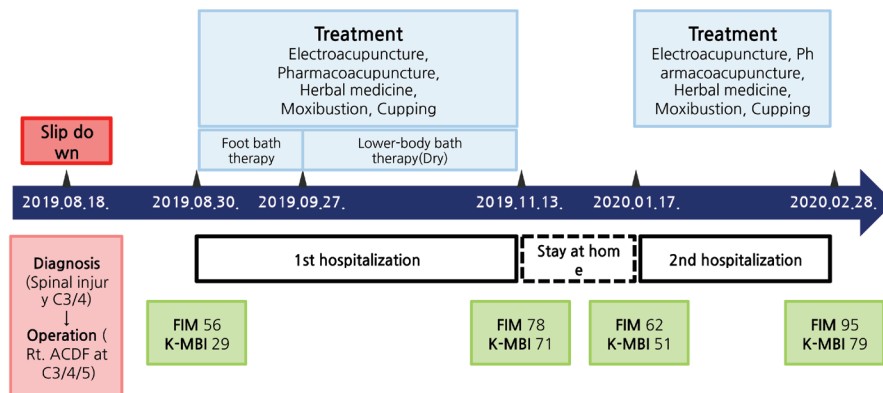 Treatment
Electroacupuncture,
Pharmacoacupuncture,
Herbal medicine,
Moxibustion, Cupping
Treatment
Electroacupuncture, Ph
armacoacupuncture,
Herbal medicine,
Moxibustion, Cupping
Slip do
wn
Foot bath
therapy
Lower-body bath
therapy(Dry)
2019.08.18.
2019.08.30.
2019.09.27.
2019.11.13.
2020.01.17.
2020.02.28.
Diagnosis
(Spinal injur
y C3/4)
↓
Operation (
Rt. ACDF at
C3/4/5)
1st hospitalization
Stay at hom
e
2nd hospitalization
FIM 56
K-MBI 29
FIM 78
K-MBI 71
FIM 62
K-MBI 51
FIM 95
K-MBI 79